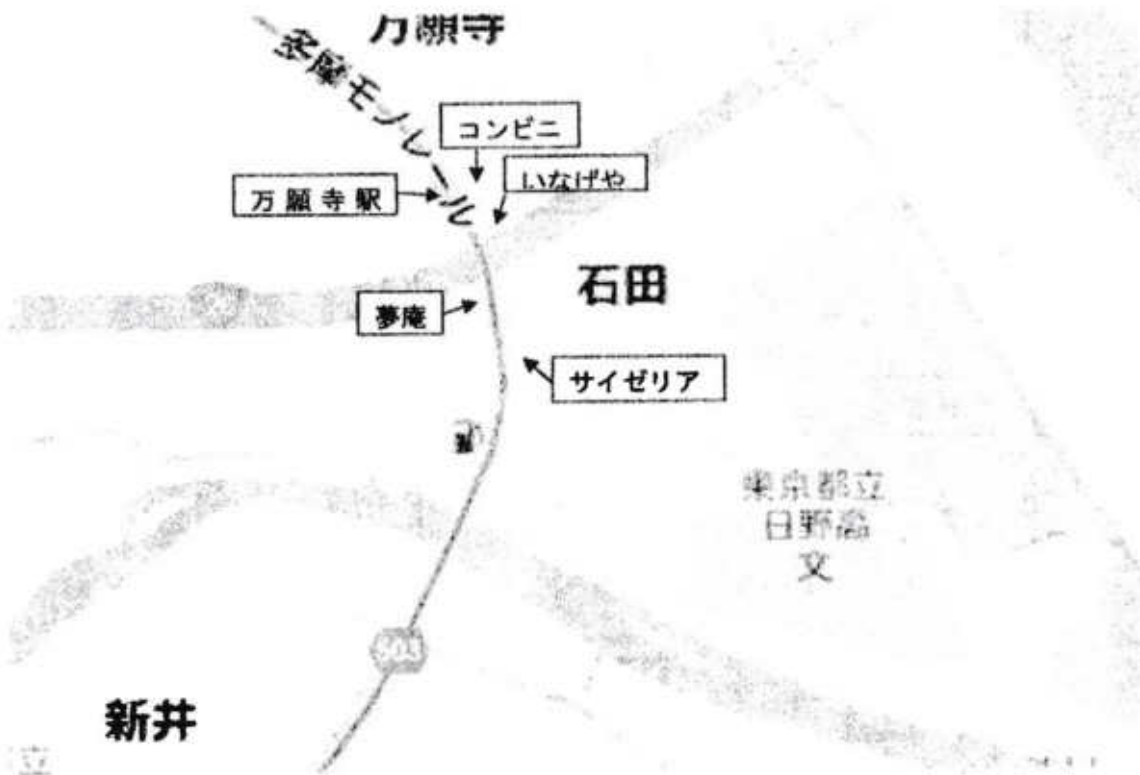 万願寺
多摩モノレール
コンビニ
いなげや
万願寺駅
石田
夢庵
サイゼリア
東京都立
日野高
文
503
新井
立